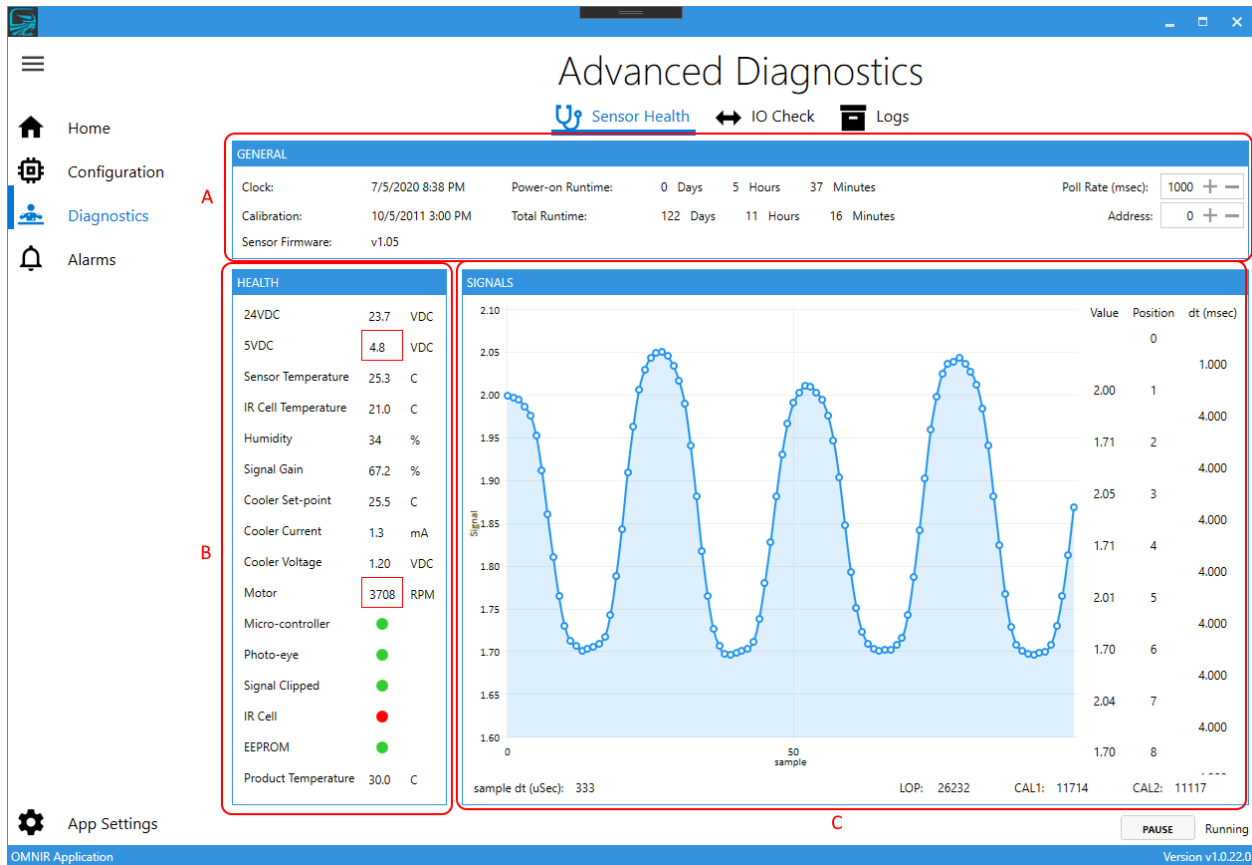 Advanced Diagnostics
Sensor Health IO Check Logs
Home
Configuration
Diagnostics
Alarms
A
GENERAL
Clock: 7/5/2020 8:38 PM Power-on Runtime: 0 Days 5 Hours 37 Minutes Poll Rate (msec): 1000
Calibration: 10/5/2011 3:00 PM Total Runtime: 122 Days 11 Hours 16 Minutes Address: 0
Sensor Firmware: v1.05
B
HEALTH
24VDC 23.7 VDC
5VDC 4.8 VDC
Sensor Temperature 25.3 C
IR Cell Temperature 21.0 C
Humidity 34 %
Signal Gain 67.2 %
Cooler Set-point 25.5 C
Cooler Current 1.3 mA
Cooler Voltage 1.20 VDC
Motor 3708 RPM
Micro-controller
Photo-eye
Signal Clipped
IR Cell
EEPROM
Product Temperature 30.0 C
SIGNALS
2.10
2.05
2.00
1.95
1.90
1.85
1.80
1.75
1.70
1.65
1.60
Signal
0 50
sample
Value Position dt (msec)
0
1.000
2.00 1
4.000
1.71 2
4.000
2.05 3
4.000
1.71 4
4.000
2.01 5
4.000
1.70 6
4.000
2.04 7
4.000
1.70 8
sample dt (uSec): 333 LOP: 26232 CAL1: 11714 CAL2: 11117
C
App Settings
PAUSE Running
OMNIR Application Version v1.0.22.0